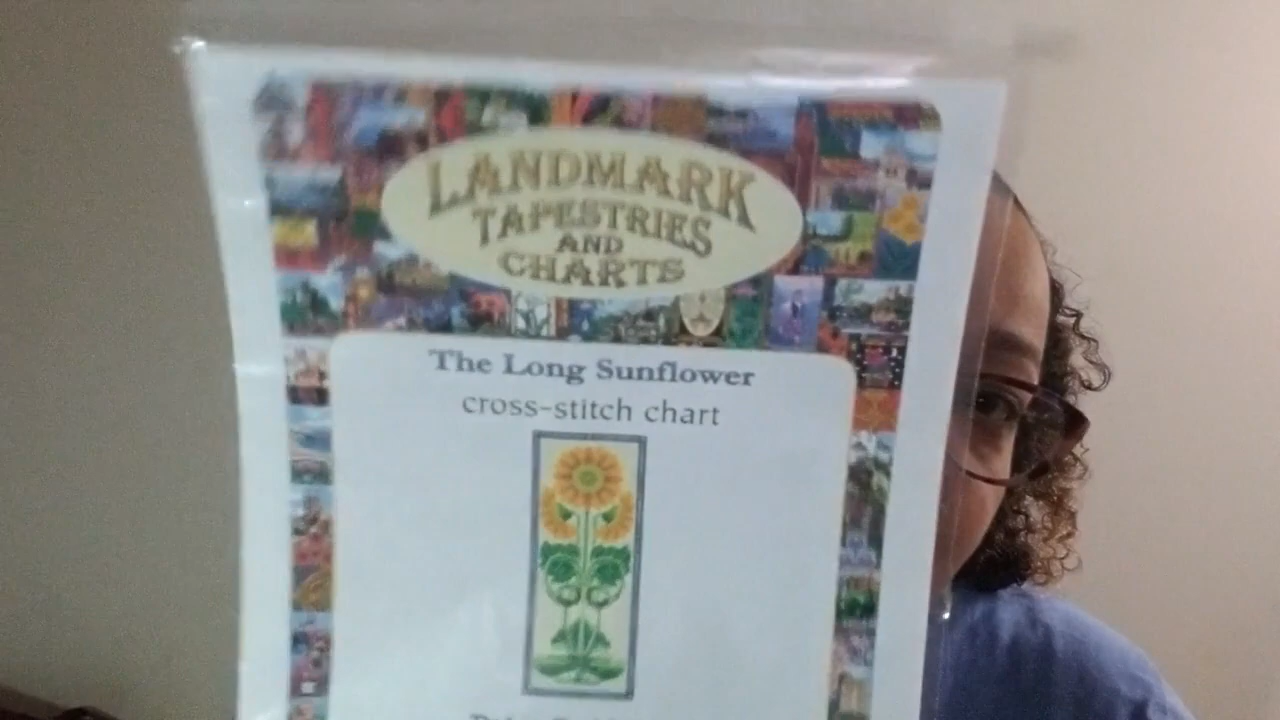 LANDMARK
TAPESTRIES
AND
CHARTS
The Long Sunflower
cross-stitch chart